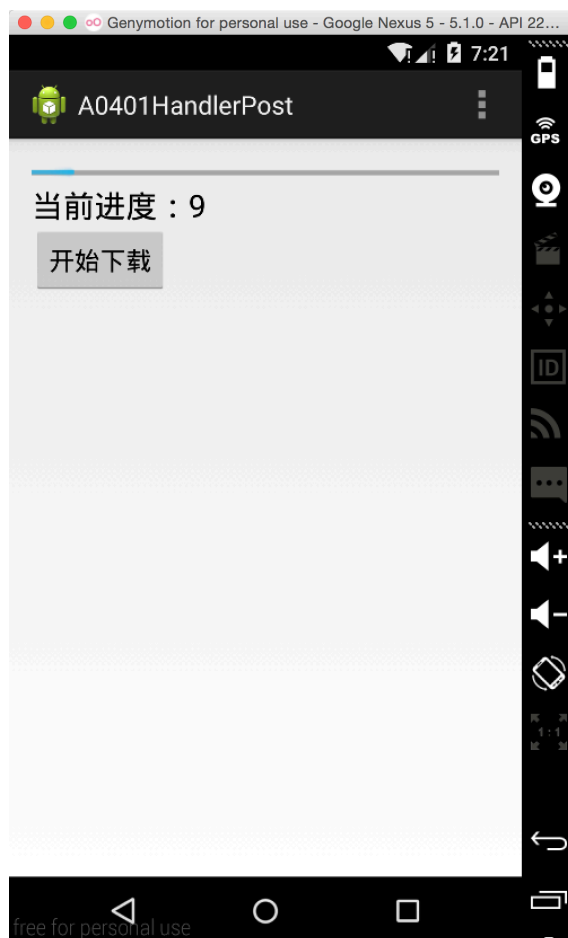 Genymotion for personal use - Google Nexus 5 - 5.1.0 - API 22...
7:21
A0401HandlerPost
GPS
当前进度：9
开始下载
ID
1:1
free for personal use